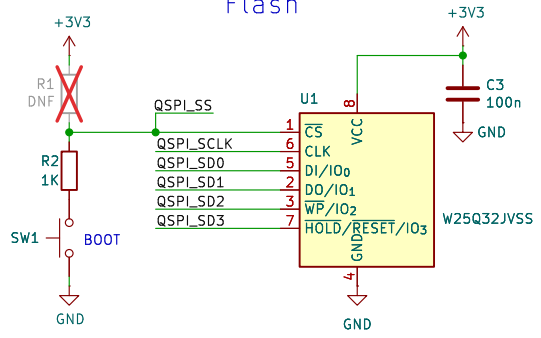 Flash
+3V3
+3V3
R1
DNF
C3
100n
GND
U1
QSPI_SS
8
VCC
1
CS
QSPI_SCLK
6
CLK
R2
1K
QSPI_SD0
5
DI/IO0
QSPI_SD1
2
DO/IO1
QSPI_SD2
3
WP/IO2
QSPI_SD3
7
HOLD/RESET/IO3
W25Q32JVSS
SW1
BOOT
GND
4
GND
GND